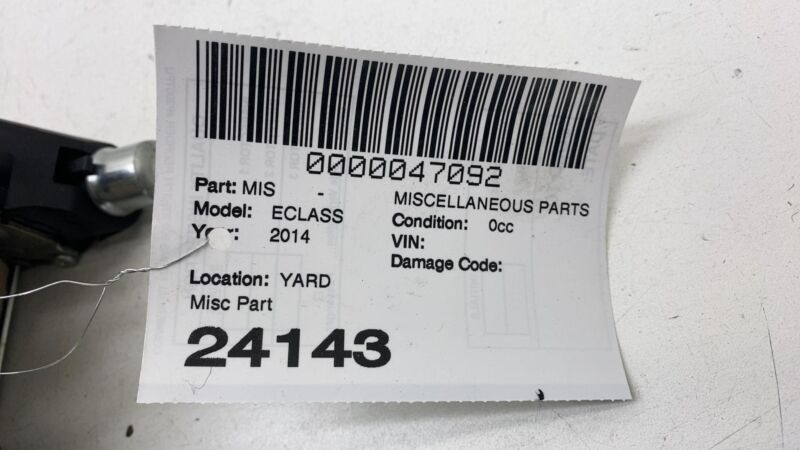 0000047092
Part: MIS - MISCELLANEOUS PARTS
Model: ECLASS Condition: 0cc
Year: 2014 VIN:
Damage Code:
Location: YARD
Misc Part
24143